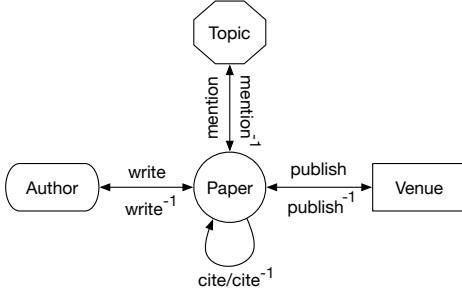 Topic
mention
mention⁻¹
write
publish
Author
Paper
Venue
write⁻¹
publish⁻¹
cite/cite⁻¹